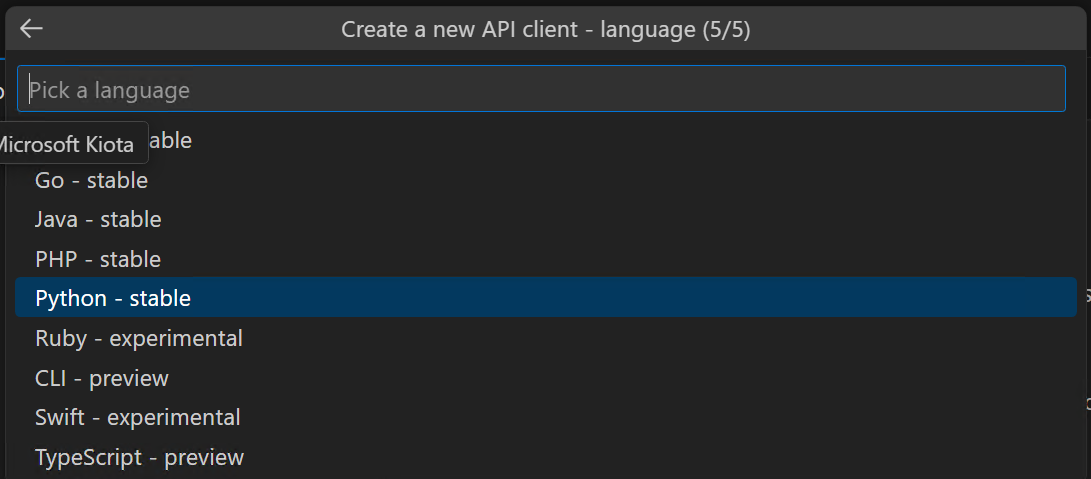 Create a new API client - language (5/5)
Pick a language
Microsoft Kiota
Go - stable
Java - stable
PHP - stable
Python - stable
Ruby - experimental
CLI - preview
Swift - experimental
TypeScript - preview